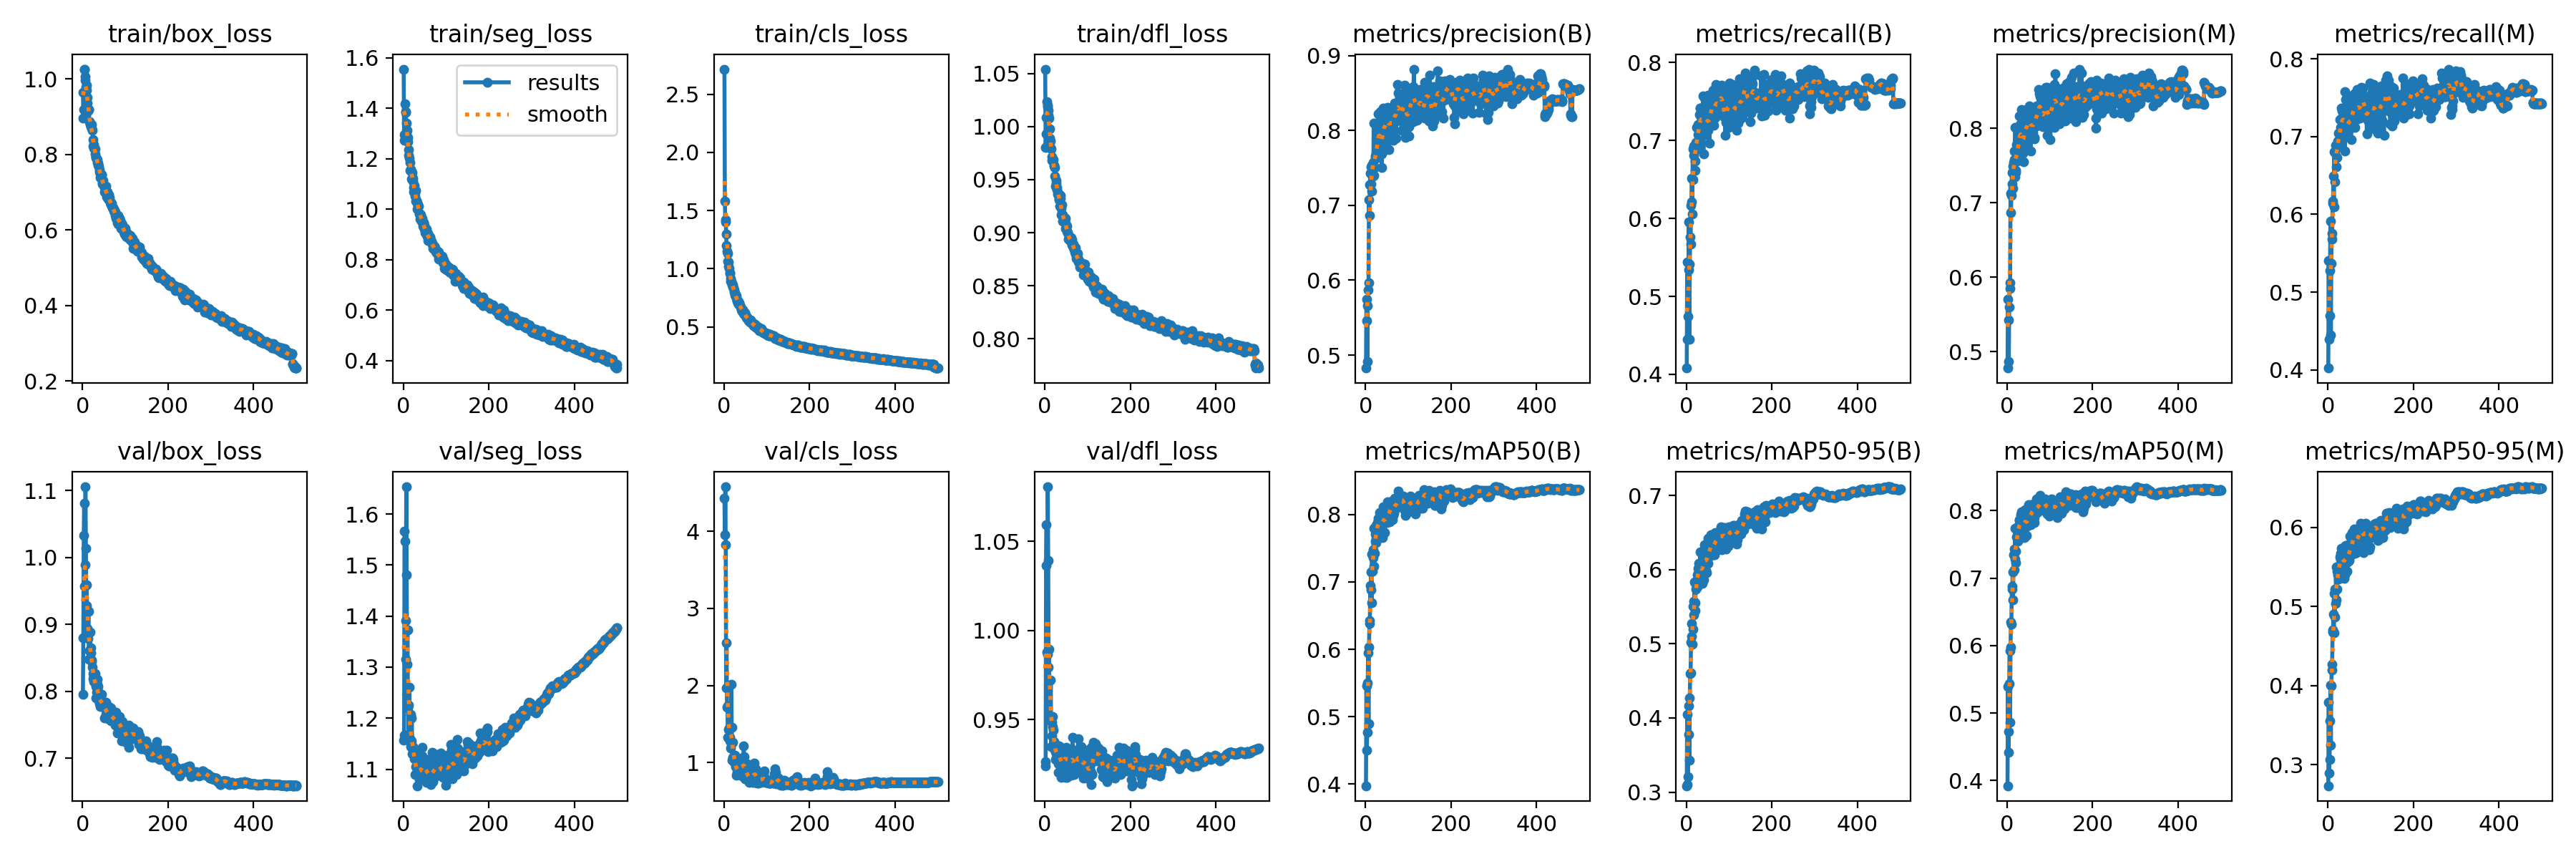 train/box_loss
train/seg_loss
train/cls_loss
train/dfl_loss
metrics/precision(B)
metrics/recall(B)
metrics/precision(M)
metrics/recall(M)
1.0
0.8
0.6
0.4
0.2
0 200 400
1.6
1.4
1.2
1.0
0.8
0.6
0.4
0 200 400
results
smooth
2.5
2.0
1.5
1.0
0.5
0 200 400
1.05
1.00
0.95
0.90
0.85
0.80
0 200 400
0.9
0.8
0.7
0.6
0.5
0 200 400
0.8
0.7
0.6
0.5
0.4
0 200 400
0.8
0.7
0.6
0.5
0 200 400
0.8
0.7
0.6
0.5
0.4
0 200 400
val/box_loss
val/seg_loss
val/cls_loss
val/dfl_loss
metrics/mAP50(B)
metrics/mAP50-95(B)
metrics/mAP50(M)
metrics/mAP50-95(M)
1.1
1.0
0.9
0.8
0.7
0 200 400
1.6
1.5
1.4
1.3
1.2
1.1
0 200 400
4
3
2
1
0 200 400
1.05
1.00
0.95
0 200 400
0.8
0.7
0.6
0.5
0.4
0 200 400
0.7
0.6
0.5
0.4
0.3
0 200 400
0.8
0.7
0.6
0.5
0.4
0 200 400
0.6
0.5
0.4
0.3
0 200 400